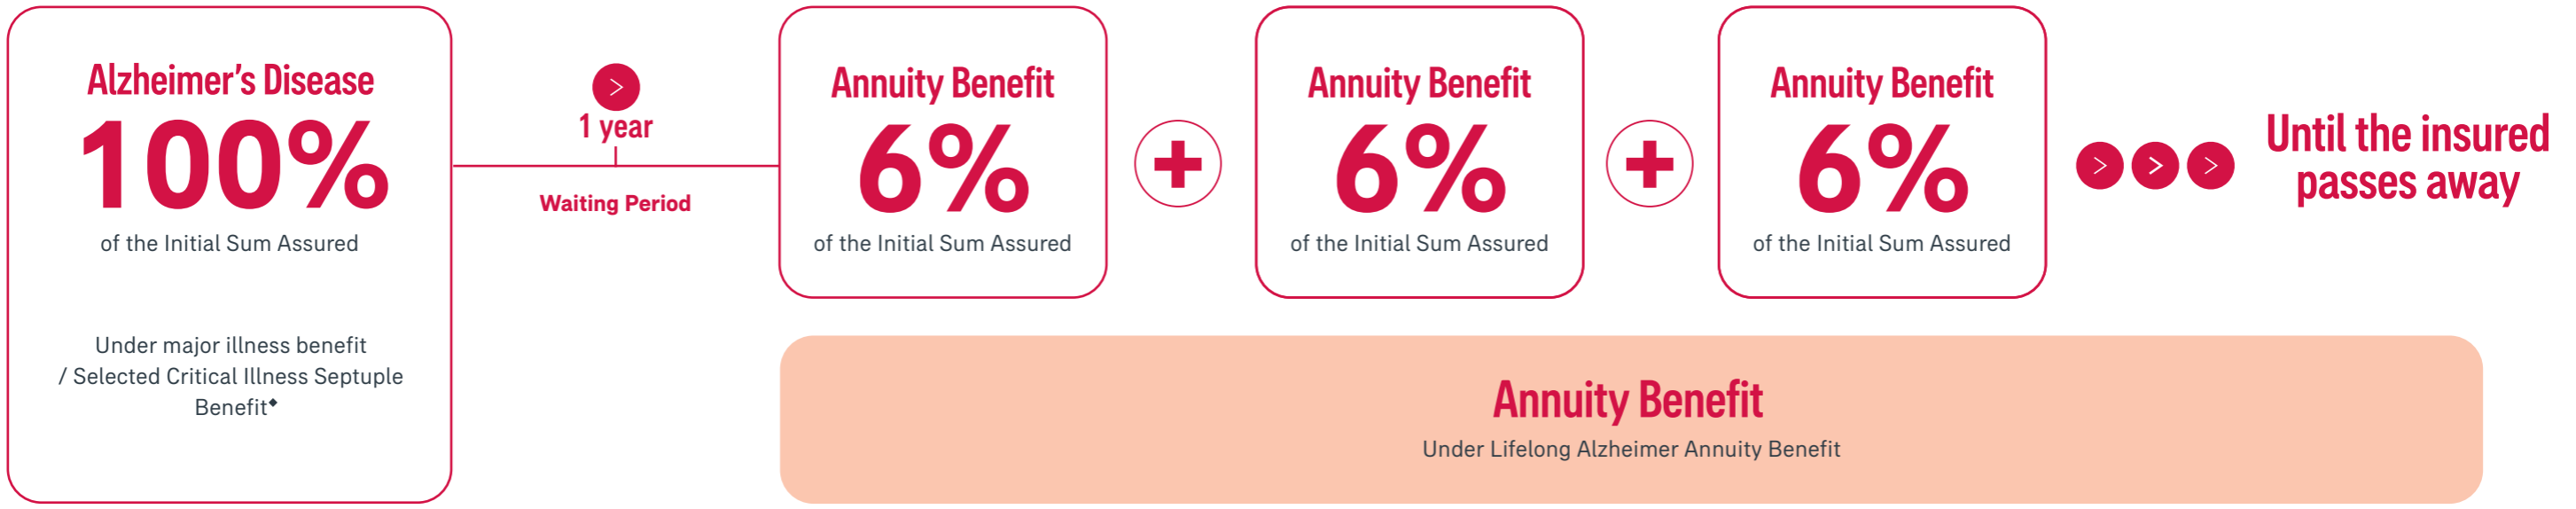 Alzheimer’s Disease
100%
of the Initial Sum Assured
Under major illness benefit
/ Selected Critical Illness Septuple
Benefit◆
>
1 year
Waiting Period
Annuity Benefit
6%
of the Initial Sum Assured
+
Annuity Benefit
6%
of the Initial Sum Assured
+
Annuity Benefit
6%
of the Initial Sum Assured
> > >
Until the insured
passes away
Annuity Benefit
Under Lifelong Alzheimer Annuity Benefit